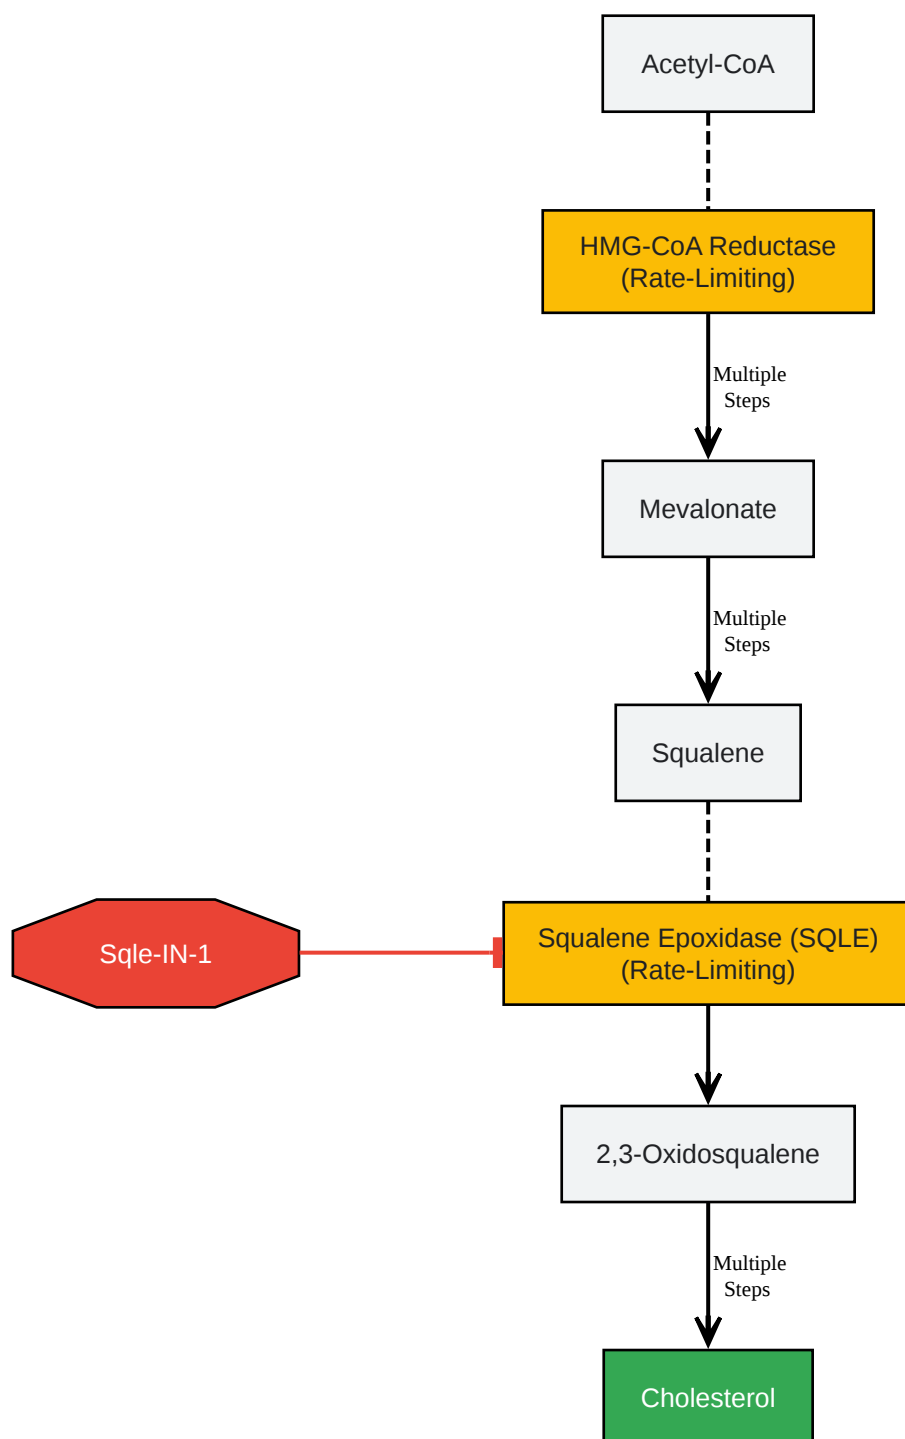 Acetyl-CoA
HMG-CoA Reductase
(Rate-Limiting)
Multiple
Steps
Mevalonate
Multiple
Steps
Squalene
Sqle-IN-1
Squalene Epoxidase (SQLE)
(Rate-Limiting)
2,3-Oxidosqualene
Multiple
Steps
Cholesterol